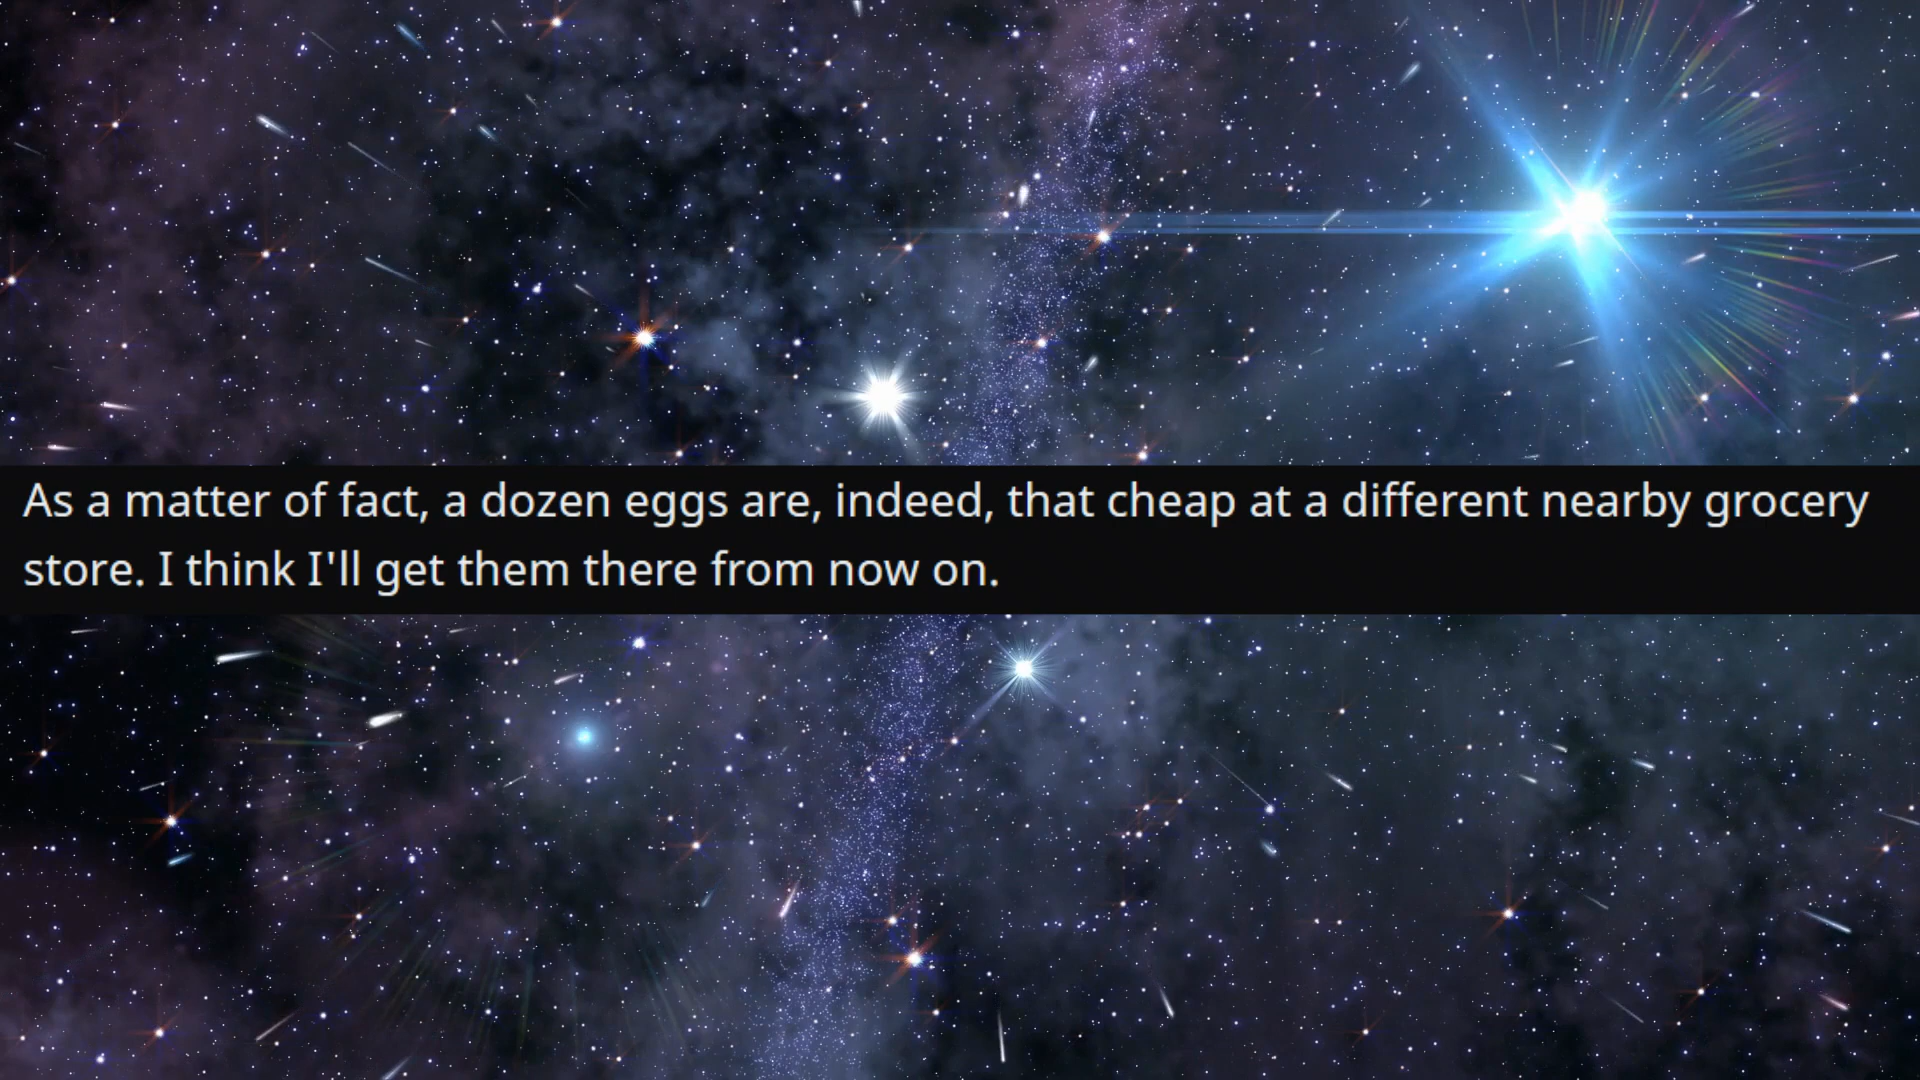 As a matter of fact, a dozen eggs are, indeed, that cheap at a different nearby grocery
store. I think I'll get them there from now on.